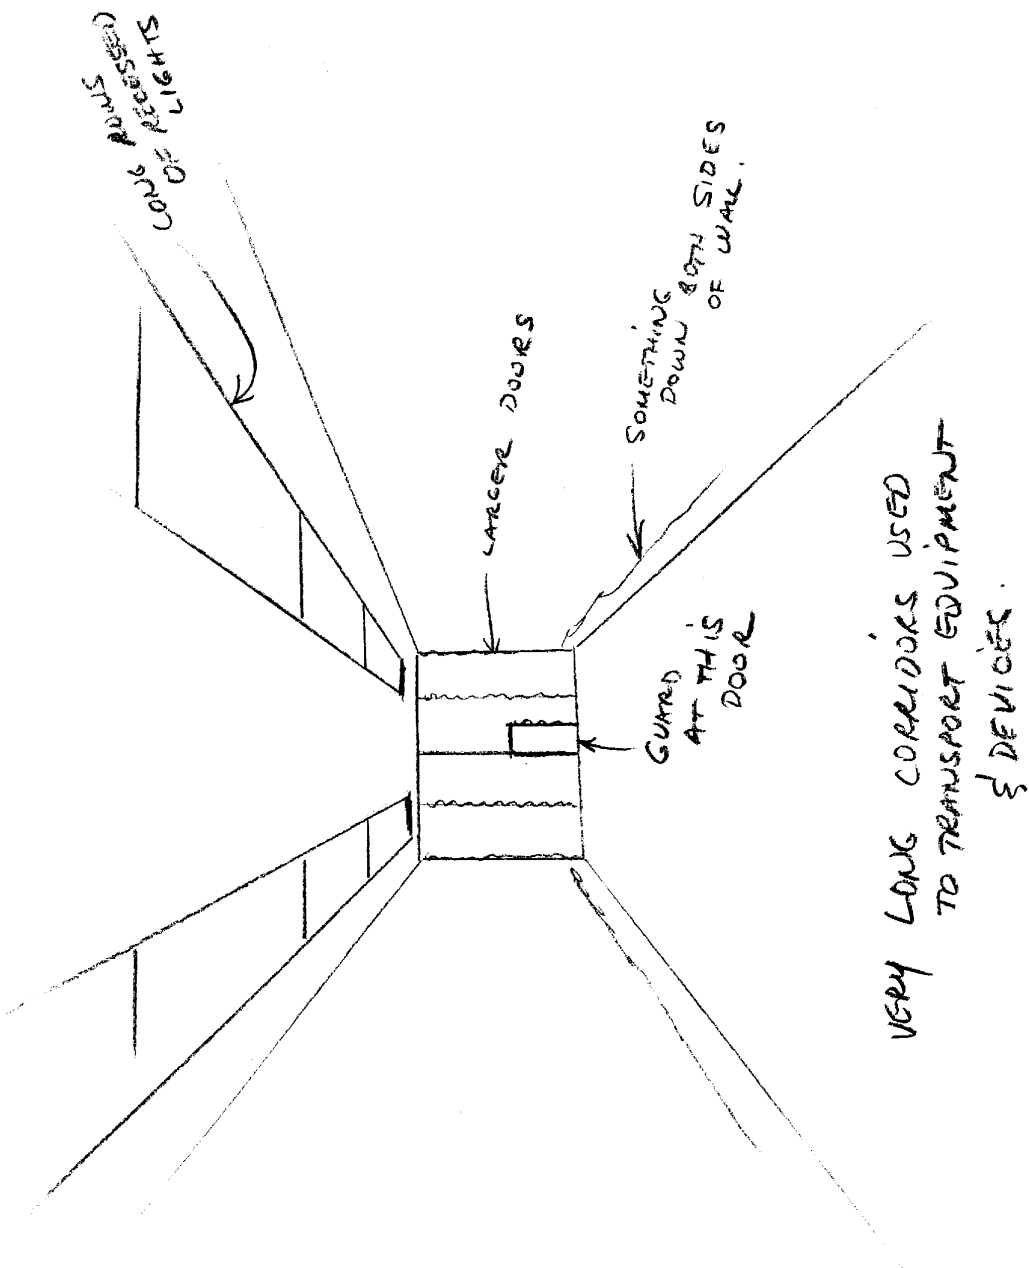 LONG RUNS
OF RECESSED
LIGHTS
LARGER DOORS
SOMETHING
DOWN BOTH SIDES
OF WALL.
GUARD
AT THIS
DOOR
VERY LONG CORRIDORS USED
TO TRANSPORT EQUIPMENT
& DEVICES.